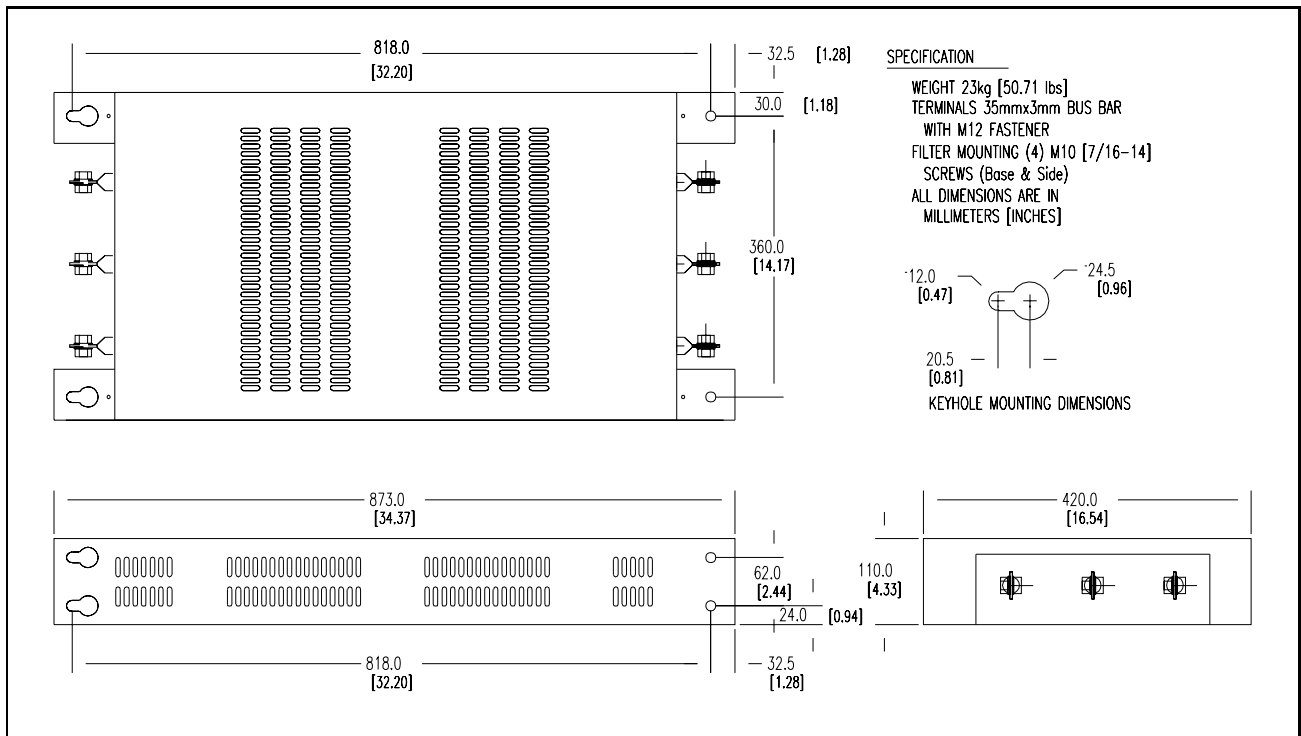 818.0
[32.20]
32.5 [1.28]
30.0 [1.18]
360.0
[14.17]
SPECIFICATION
WEIGHT 23kg [50.71 lbs]
TERMINALS 35mmx3mm BUS BAR
WITH M12 FASTENER
FILTER MOUNTING (4) M10 [7/16-14]
SCREWS (Base & Side)
ALL DIMENSIONS ARE IN
MILLIMETERS [INCHES]
12.0
[0.47]
24.5
[0.96]
20.5
[0.81]
KEYHOLE MOUNTING DIMENSIONS
873.0
[34.37]
62.0
[2.44]
24.0 [0.94]
818.0
[32.20]
32.5
[1.28]
420.0
[16.54]
110.0
[4.33]